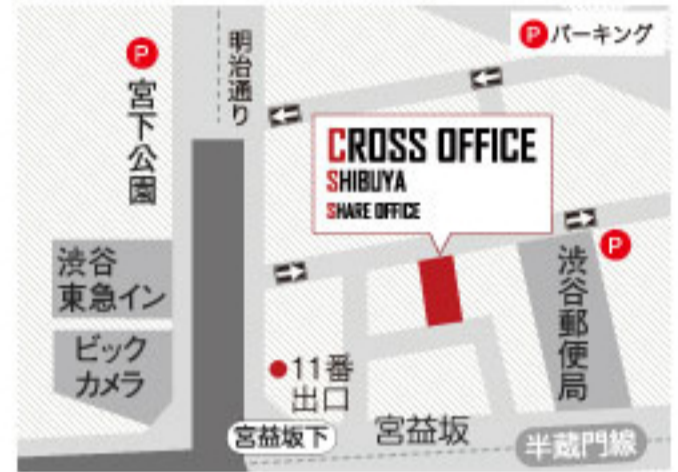 P
宮下公園
明治通り
Pパーキング
CROSS OFFICE
SHIBUYA
SHARE OFFICE
渋谷
東急イン
ビック
カメラ
P
渋谷郵便局
11番
出口
宮益坂下
宮益坂
半蔵門線